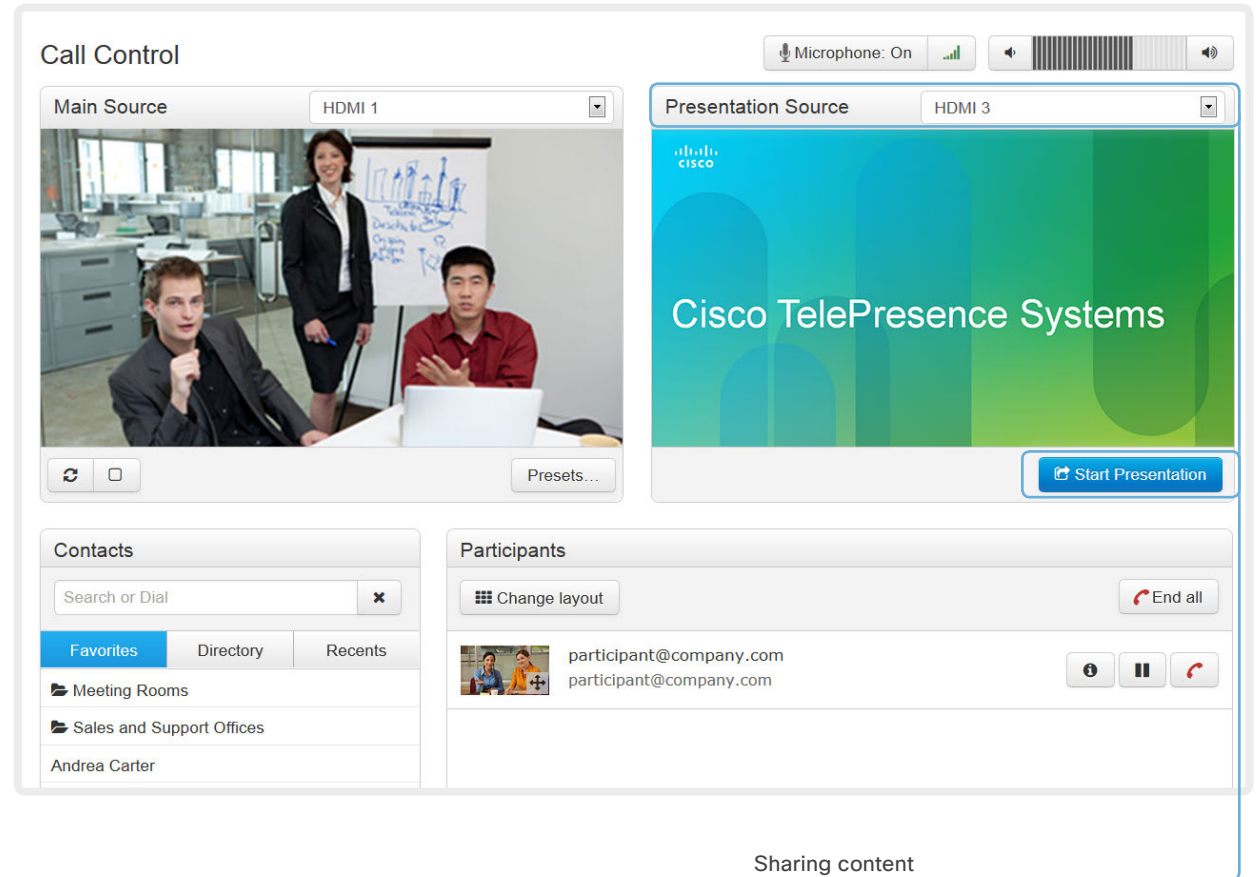 Call Control
Microphone: On
Main Source
HDMI 1
Presentation Source
HDMI 3
CISCO
Cisco TelePresence Systems
Presets...
Start Presentation
Contacts
Search or Dial
Favorites
Directory
Recents
Meeting Rooms
Sales and Support Offices
Andrea Carter
Participants
Change layout
End all
participant@company.com
participant@company.com
Sharing content